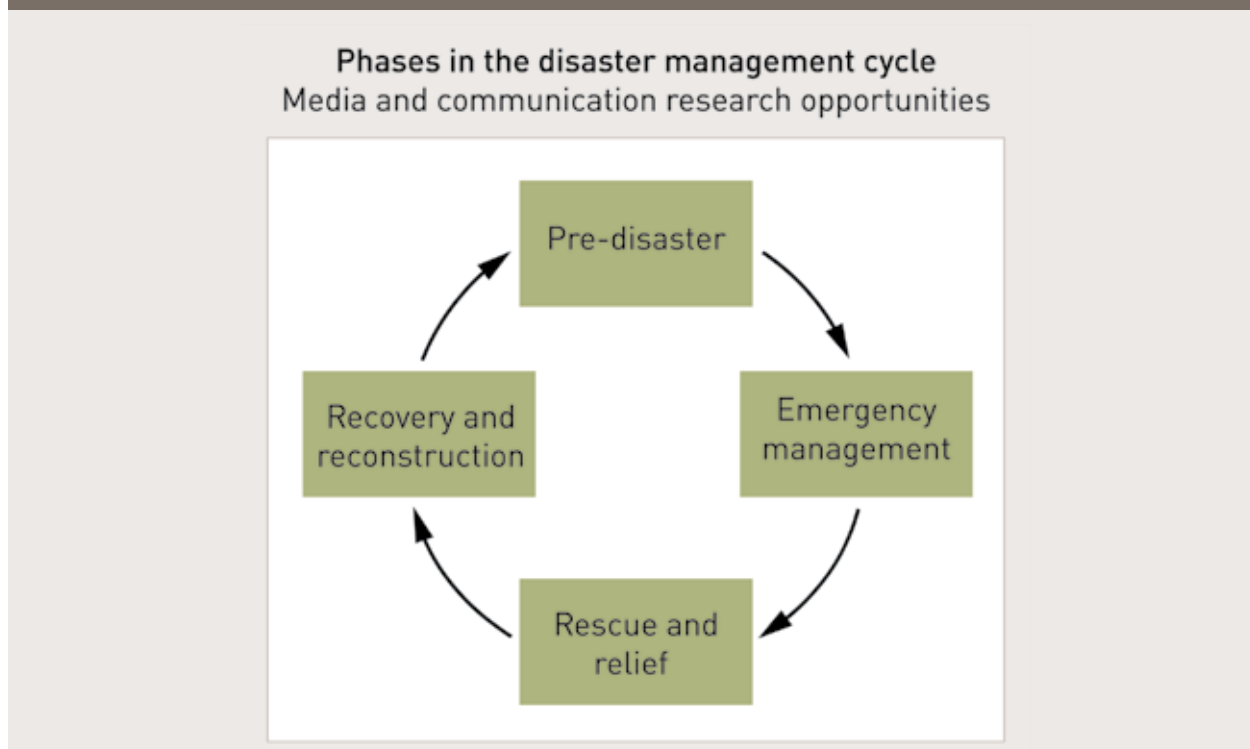 Phases in the disaster management cycle
Media and communication research opportunities
Pre-disaster
Emergency
management
Rescue and
relief
Recovery and
reconstruction